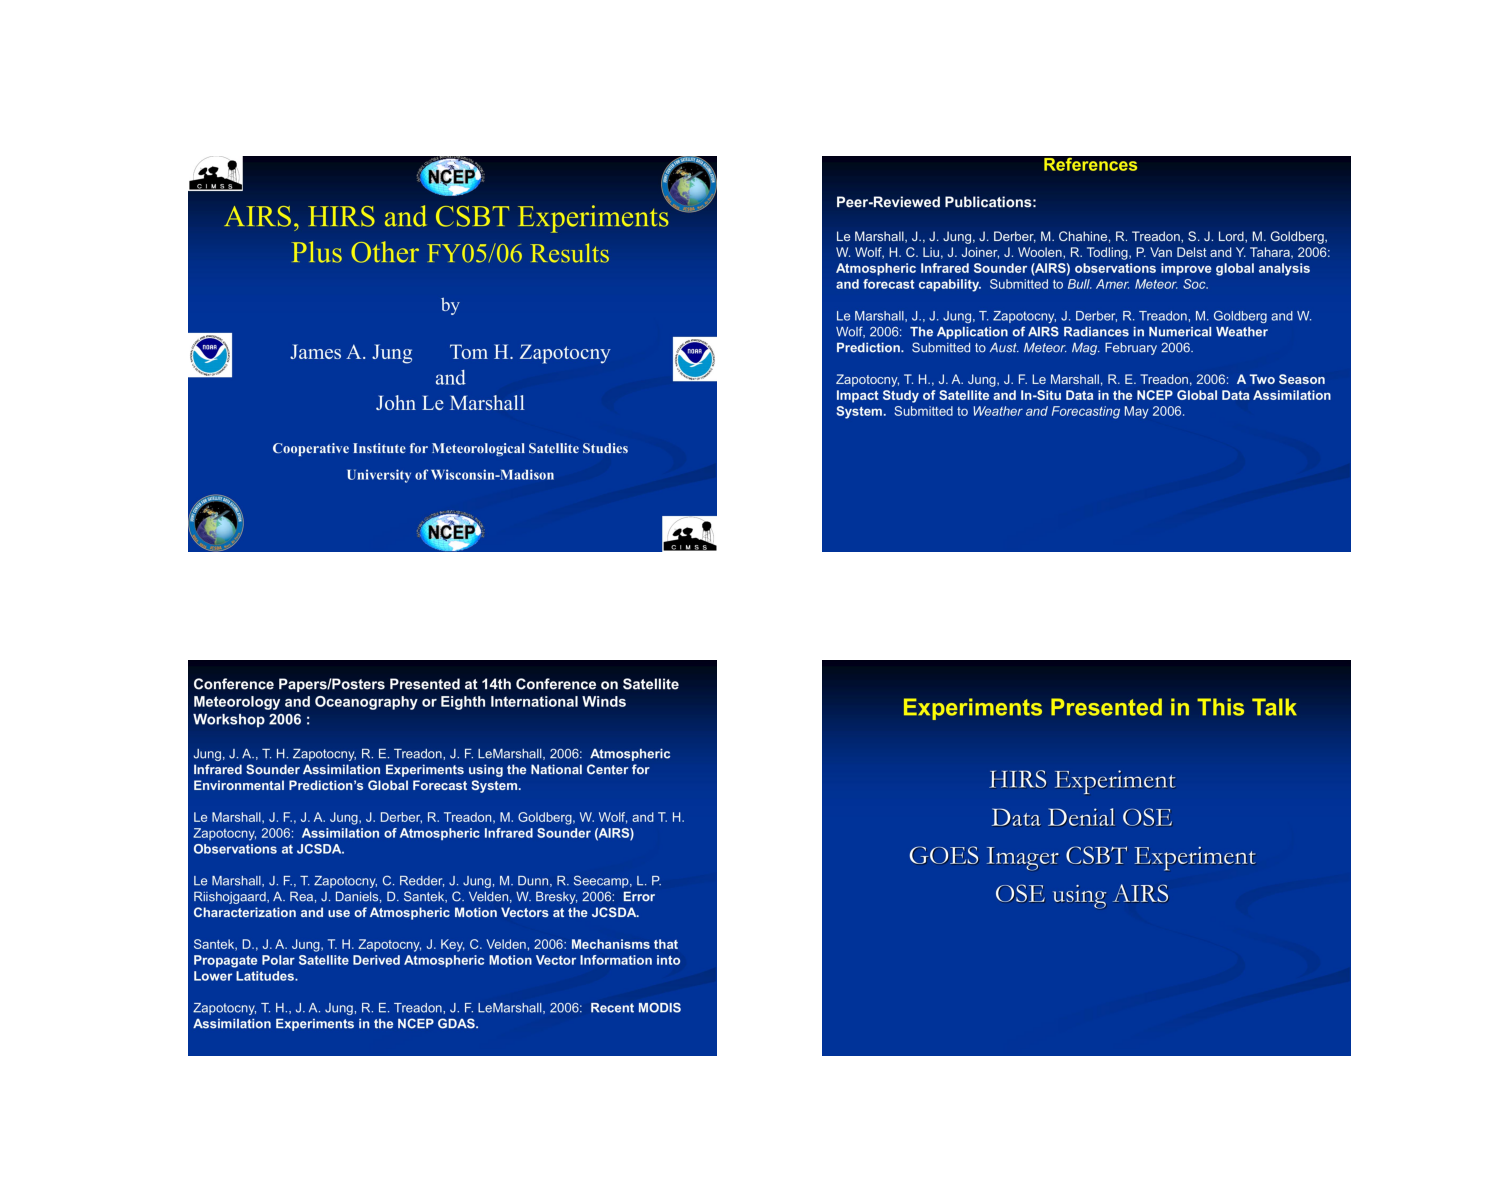 CIMSS
NCEP
AIRS, HIRS and CSBT Experiments
Plus Other FY05/06 Results
by
James A. Jung Tom H. Zapotocny
and
John Le Marshall
NOAA
NOAA
Cooperative Institute for Meteorological Satellite Studies
University of Wisconsin-Madison
NCEP
CIMSS
References
Peer-Reviewed Publications:
Le Marshall, J., J. Jung, J. Derber, M. Chahine, R. Treadon, S. J. Lord, M. Goldberg,
W. Wolf, H. C. Liu, J. Joiner, J. Woolen, R. Todling, P. Van Delst and Y. Tahara, 2006:
Atmospheric Infrared Sounder (AIRS) observations improve global analysis
and forecast capability. Submitted to Bull. Amer. Meteor. Soc.
Le Marshall, J., J. Jung, T. Zapotocny, J. Derber, R. Treadon, M. Goldberg and W.
Wolf, 2006: The Application of AIRS Radiances in Numerical Weather
Prediction. Submitted to Aust. Meteor. Mag. February 2006.
Zapotocny, T. H., J. A. Jung, J. F. Le Marshall, R. E. Treadon, 2006: A Two Season
Impact Study of Satellite and In-Situ Data in the NCEP Global Data Assimilation
System. Submitted to Weather and Forecasting May 2006.
Conference Papers/Posters Presented at 14th Conference on Satellite
Meteorology and Oceanography or Eighth International Winds
Workshop 2006 :
Jung, J. A., T. H. Zapotocny, R. E. Treadon, J. F. LeMarshall, 2006: Atmospheric
Infrared Sounder Assimilation Experiments using the National Center for
Environmental Prediction's Global Forecast System.
Le Marshall, J. F., J. A. Jung, J. Derber, R. Treadon, M. Goldberg, W. Wolf, and T. H.
Zapotocny, 2006: Assimilation of Atmospheric Infrared Sounder (AIRS)
Observations at JCSDA.
Le Marshall, J. F., T. Zapotocny, C. Redder, J. Jung, M. Dunn, R. Seecamp, L. P.
Riishojgaard, A. Rea, J. Daniels, D. Santek, C. Velden, W. Bresky, 2006: Error
Characterization and use of Atmospheric Motion Vectors at the JCSDA.
Santek, D., J. A. Jung, T. H. Zapotocny, J. Key, C. Velden, 2006: Mechanisms that
Propagate Polar Satellite Derived Atmospheric Motion Vector Information into
Lower Latitudes.
Zapotocny, T. H., J. A. Jung, R. E. Treadon, J. F. LeMarshall, 2006: Recent MODIS
Assimilation Experiments in the NCEP GDAS.
Experiments Presented in This Talk
HIRS Experiment
Data Denial OSE
GOES Imager CSBT Experiment
OSE using AIRS